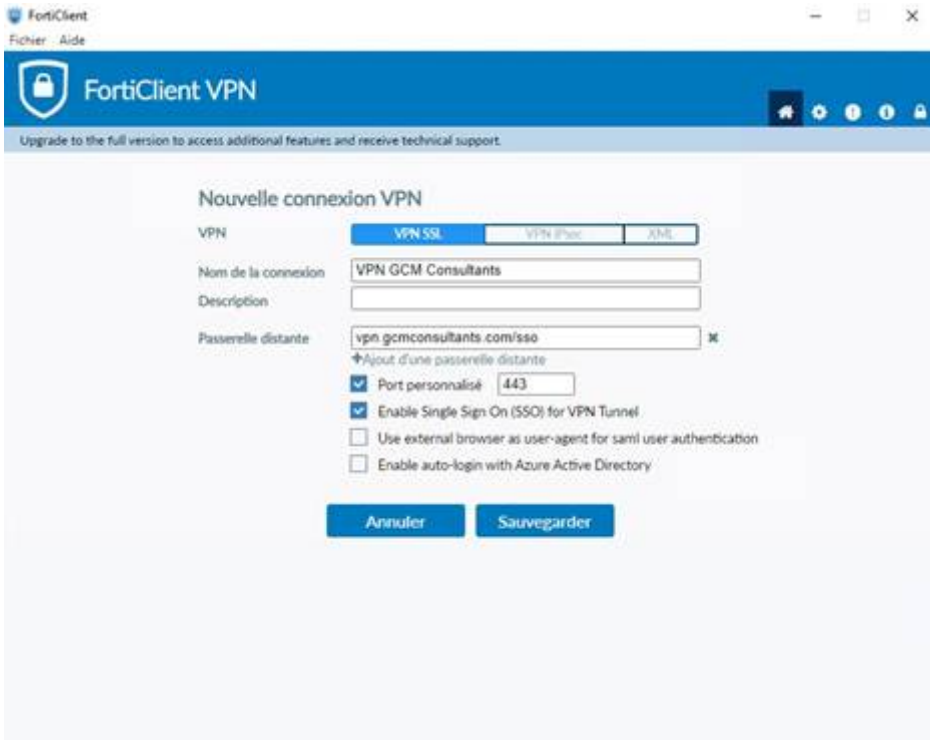 FortiClient
Fichier Aide
FortiClient VPN
Upgrade to the full version to access additional features and receive technical support.
Nouvelle connexion VPN
VPN VPN SSL VPN IPsec XML
Nom de la connexion VPN GCM Consultants
Description
Passerelle distante vpn.gcmconsultants.com/sso
+Ajout d'une passerelle distante
Port personnalisé 443
Enable Single Sign On (SSO) for VPN Tunnel
Use external browser as user-agent for saml user authentication
Enable auto-login with Azure Active Directory
Annuler Sauvegarder